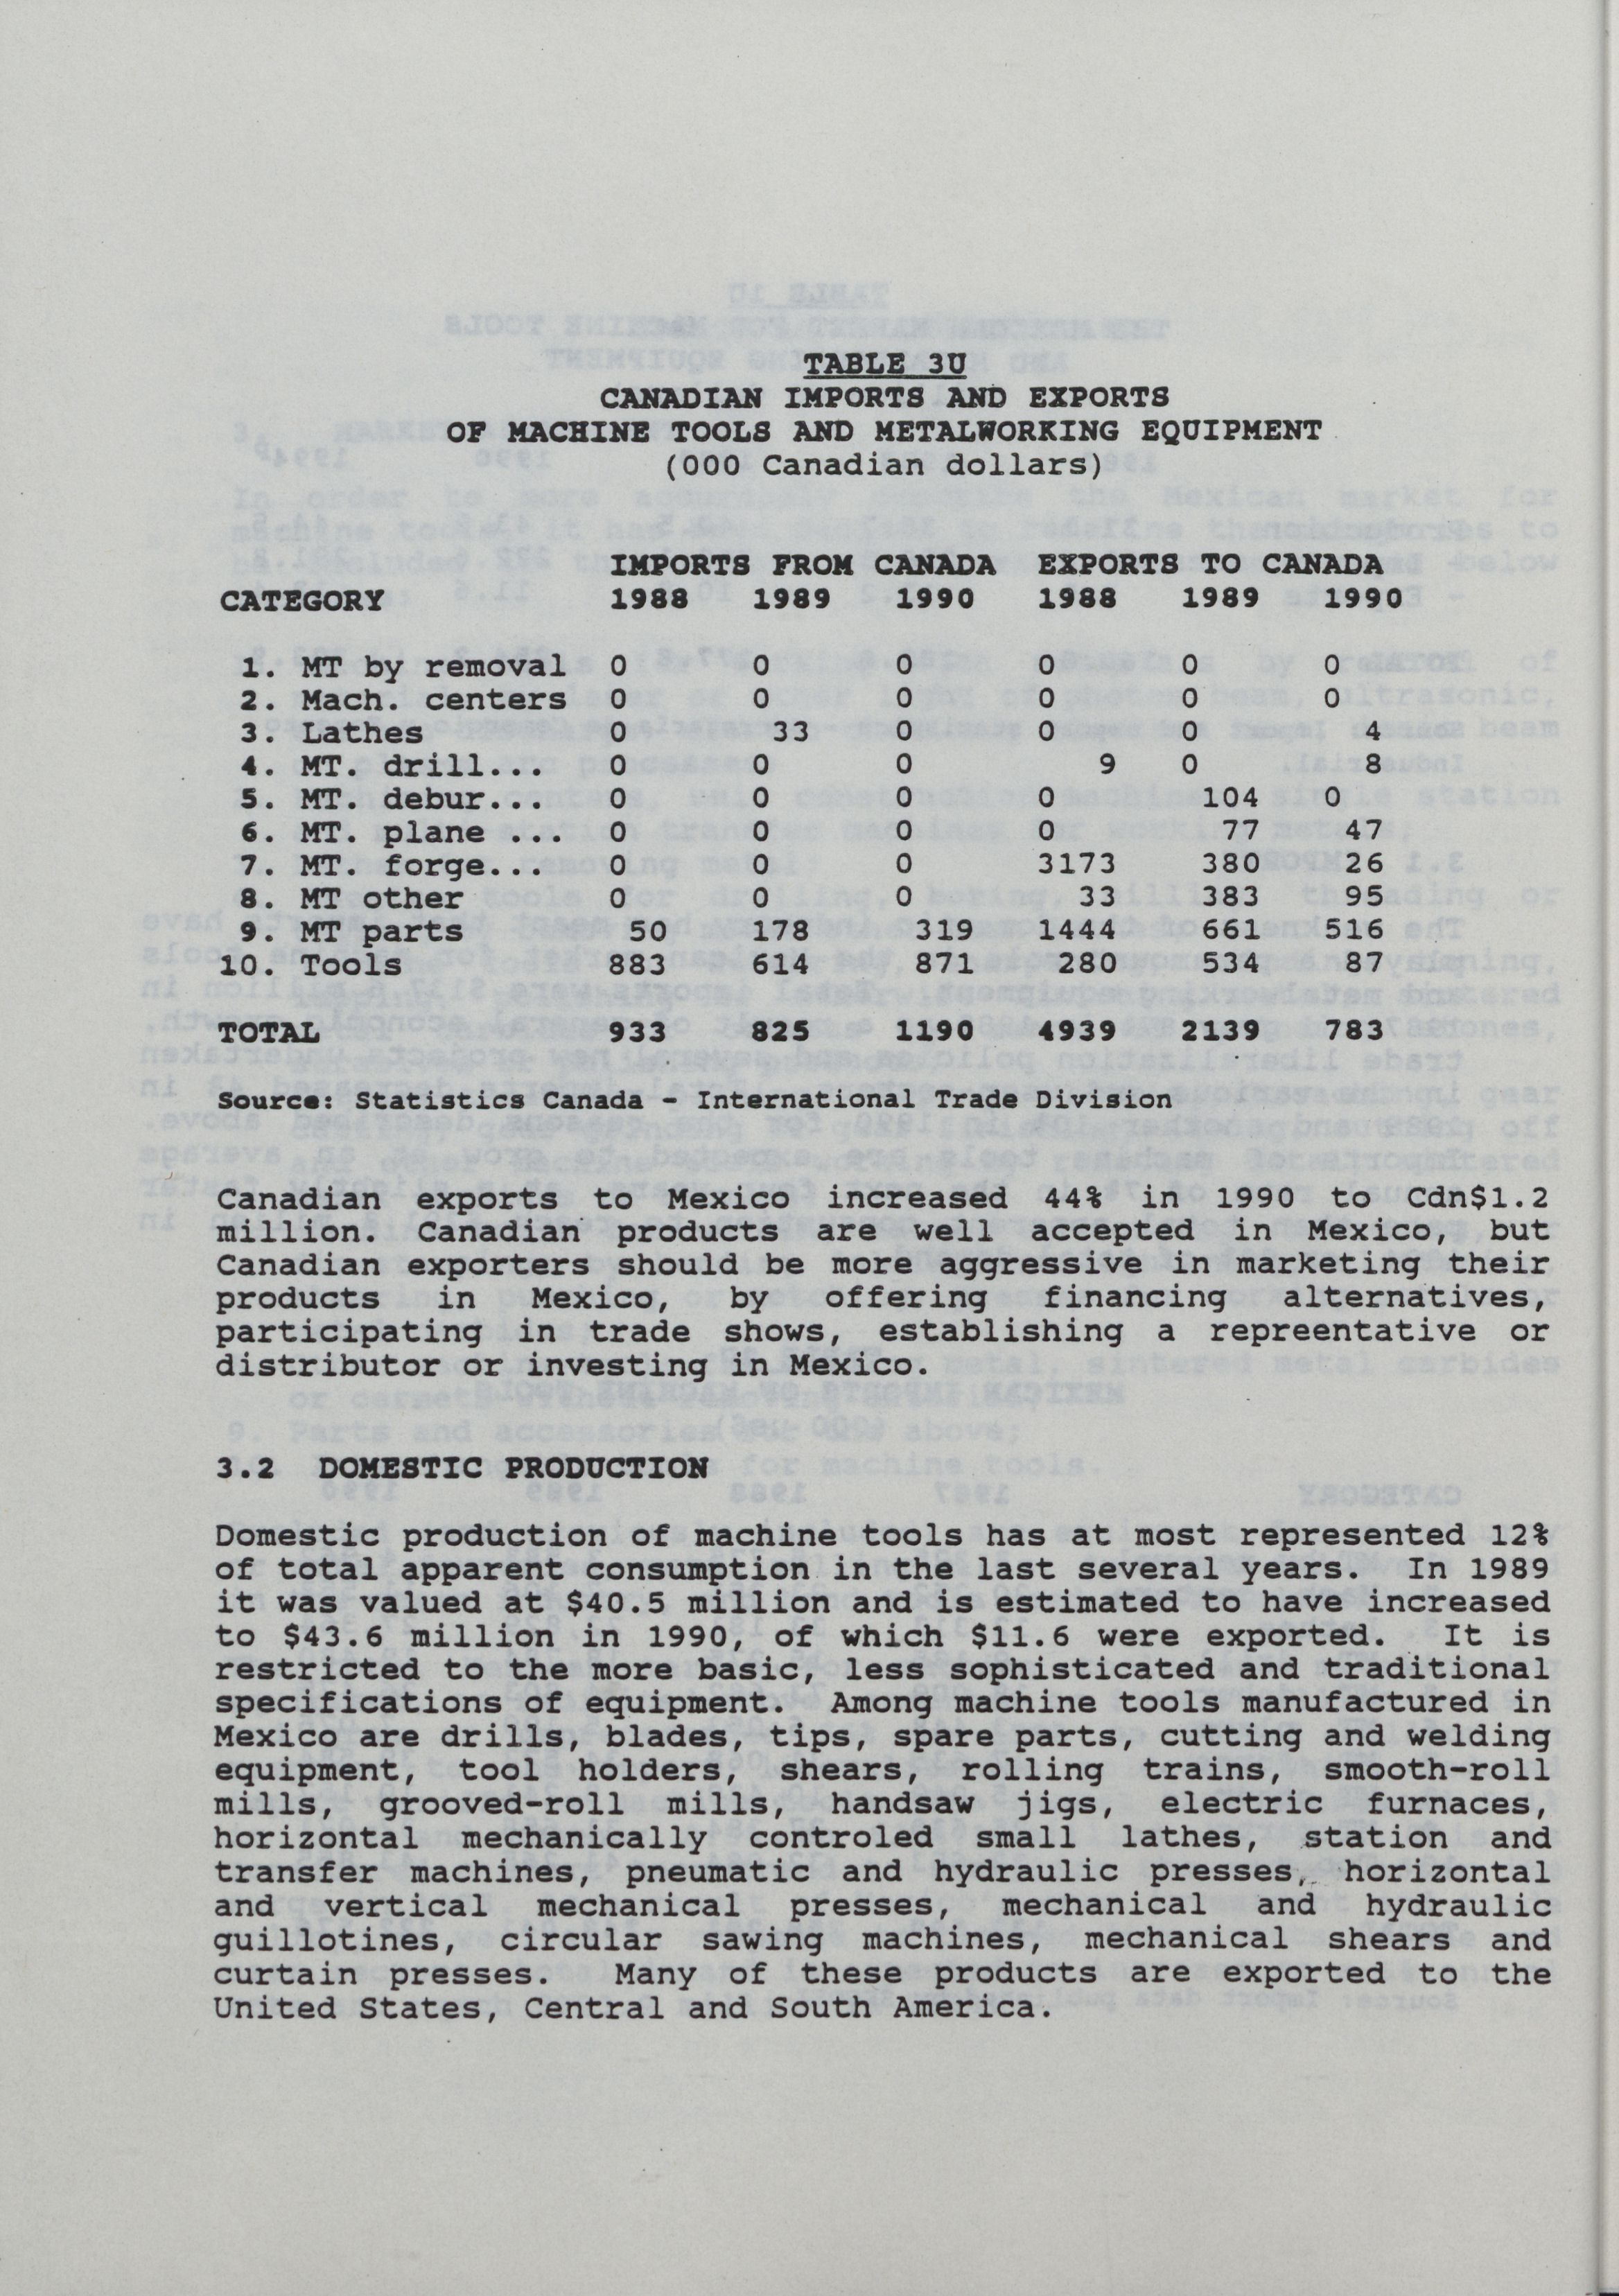 TABLE 3U
CANADIAN IMPORTS AND EXPORTS
OF MACHINE TOOLS AND METALWORKING EQUIPMENT
(000 Canadian dollars)
IMPORTS FROM CANADA EXPORTS TO CANADA
CATEGORY 1988 1989 1990 1988 1989 1990
1. MT by removal 0 0 0 0 0 0
2. Mach. centers 0 0 0 0 0 0
3. Lathes 0 33 0 0 0 4
4. MT. drill... 0 0 0 9 0 8
5. MT. debur... 0 0 0 0 104 0
6. MT. plane ... 0 0 0 0 77 47
7. MT. forge... 0 0 0 3173 380 26
8. MT other 0 0 0 33 383 95
9. MT parts 50 178 319 1444 661 516
10. Tools 883 614 871 280 534 87
TOTAL 933 825 1190 4939 2139 783
Source: Statistics Canada - International Trade Division
Canadian exports to Mexico increased 44% in 1990 to Cdn$1.2
million. Canadian products are well accepted in Mexico, but
Canadian exporters should be more aggressive in marketing their
products in Mexico, by offering financing alternatives,
participating in trade shows, establishing a repreentative or
distributor or investing in Mexico.
3.2 DOMESTIC PRODUCTION
Domestic production of machine tools has at most represented 12%
of total apparent consumption in the last several years. In 1989
it was valued at $40.5 million and is estimated to have increased
to $43.6 million in 1990, of which $11.6 were exported. It is
restricted to the more basic, less sophisticated and traditional
specifications of equipment. Among machine tools manufactured in
Mexico are drills, blades, tips, spare parts, cutting and welding
equipment, tool holders, shears, rolling trains, smooth-roll
mills, grooved-roll mills, handsaw jigs, electric furnaces,
horizontal mechanically controled small lathes, station and
transfer machines, pneumatic and hydraulic presses, horizontal
and vertical mechanical presses, mechanical and hydraulic
guillotines, circular sawing machines, mechanical shears and
curtain presses. Many of these products are exported to the
United States, Central and South America.